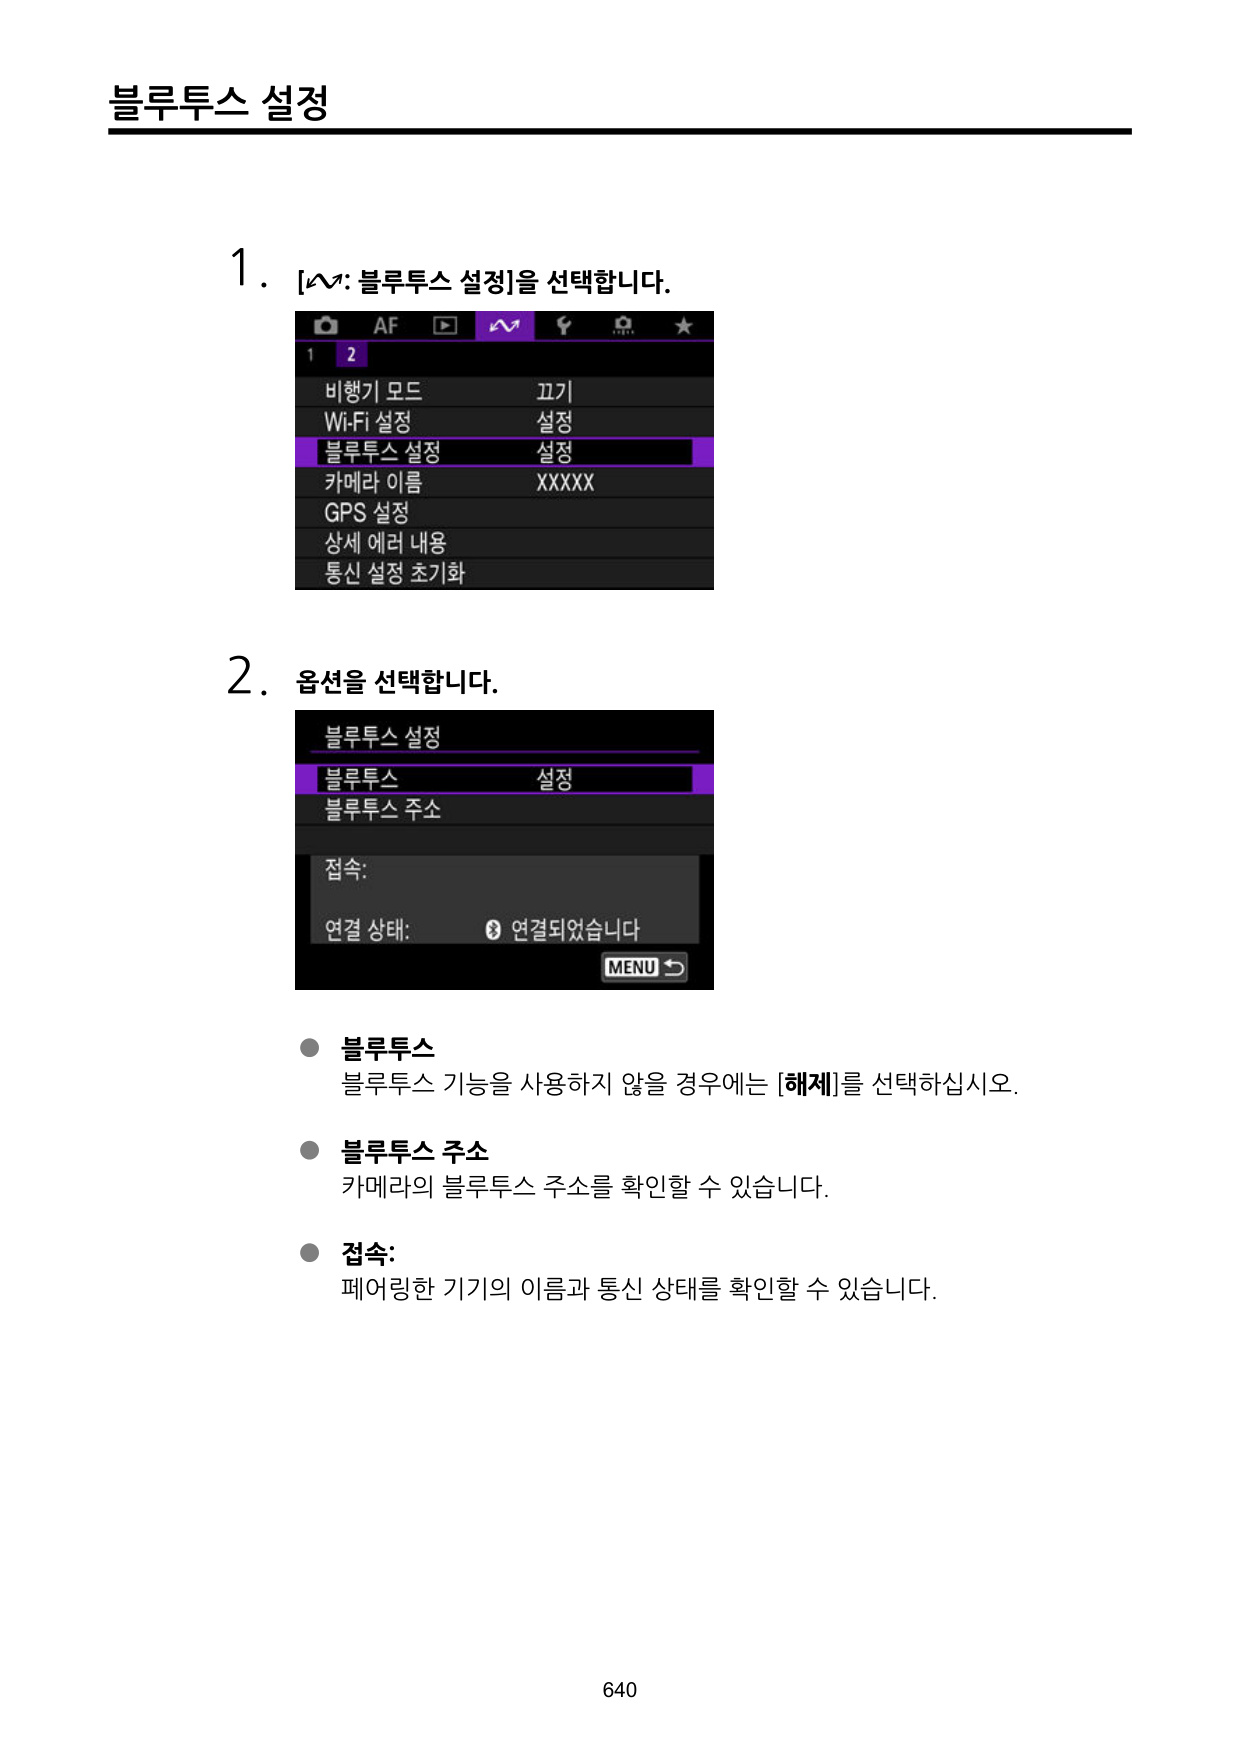 블루투스 설정
1. [: 블루투스 설정]을 선택합니다.
AF
1 2
비행기 모드 끄기
Wi-Fi 설정 설정
블루투스 설정 설정
카메라 이름 XXXXX
GPS 설정
상세 에러 내용
통신 설정 초기화
2. 옵션을 선택합니다.
블루투스 설정
블루투스 설정
블루투스 주소
접속:
연결 상태: 연결되었습니다
MENU
● 블루투스
블루투스 기능을 사용하지 않을 경우에는 [해제]를 선택하십시오.
● 블루투스 주소
카메라의 블루투스 주소를 확인할 수 있습니다.
● 접속:
페어링한 기기의 이름과 통신 상태를 확인할 수 있습니다.
640